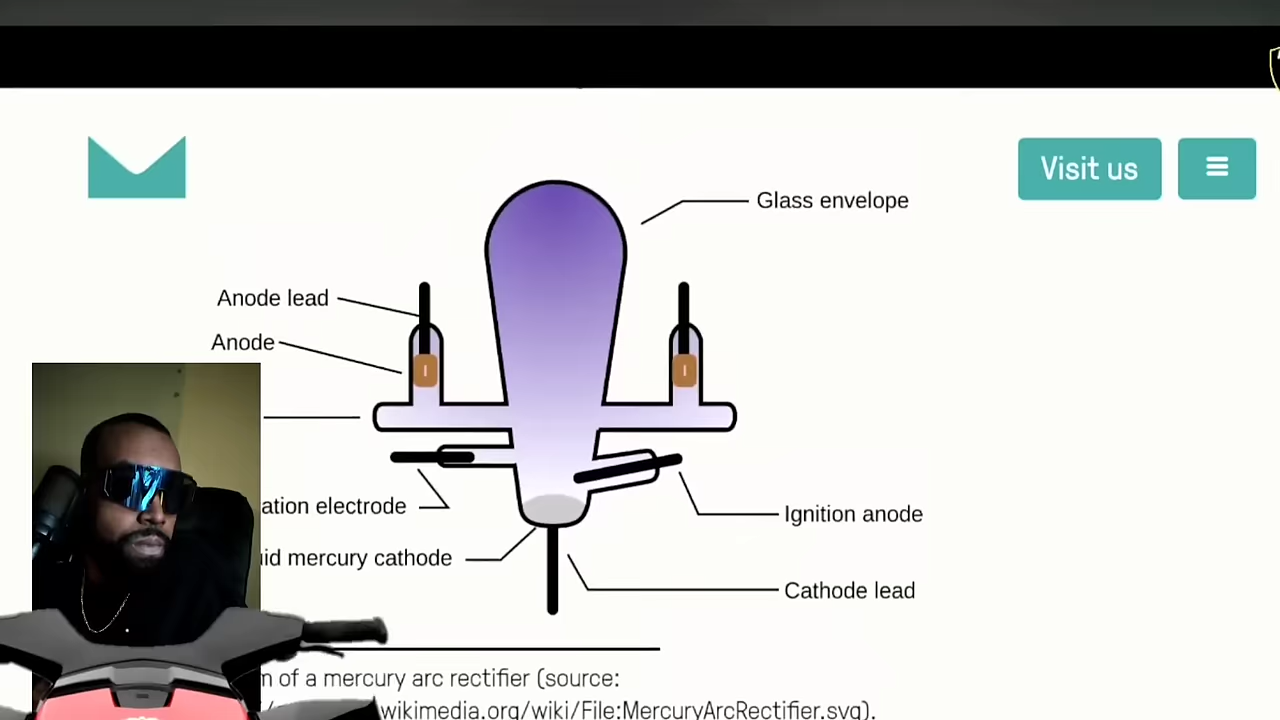 Visit us
Glass envelope
Anode lead
Anode
ation electrode
Ignition anode
uid mercury cathode
Cathode lead
of a mercury arc rectifier (source:
wikimedia.org/wiki/File:MercuryArcRectifier.svg).